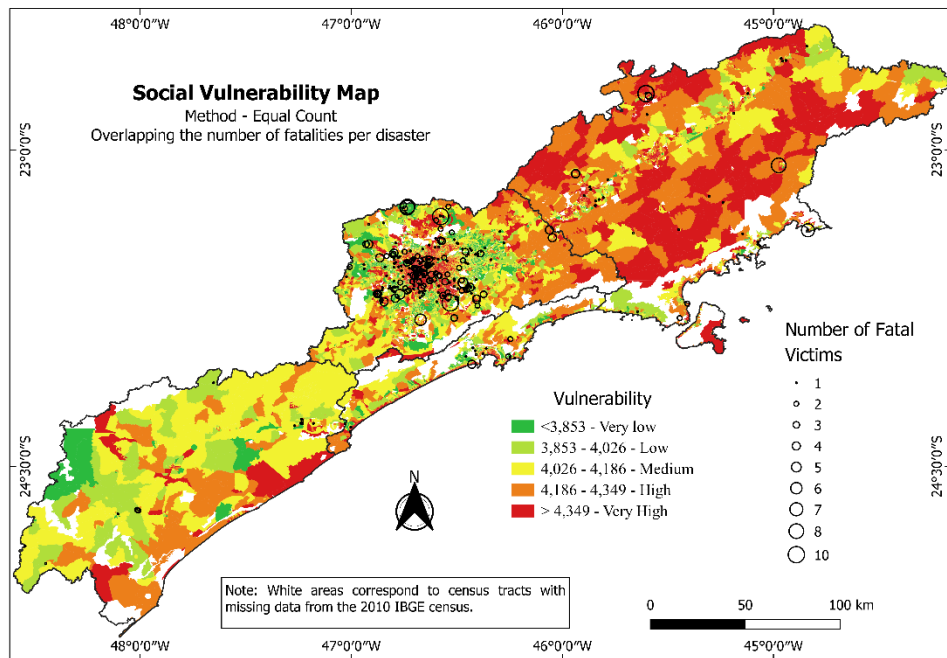 48°0'0"W 47°0'0"W 46°0'0"W 45°0'0"W
Social Vulnerability Map
Method - Equal Count
Overlapping the number of fatalities per disaster
23°0'0"S
23°0'0"S
24°30'0"S
24°30'0"S
Number of Fatal
Victims
1
2
3
4
5
6
7
8
10
Vulnerability
<3,853 - Very low
3,853 - 4,026 - Low
4,026 - 4,186 - Medium
4,186 - 4,349 - High
> 4,349 - Very High
N
Note: White areas correspond to census tracts with
missing data from the 2010 IBGE census.
0 50 100 km
48°0'0"W 47°0'0"W 46°0'0"W 45°0'0"W